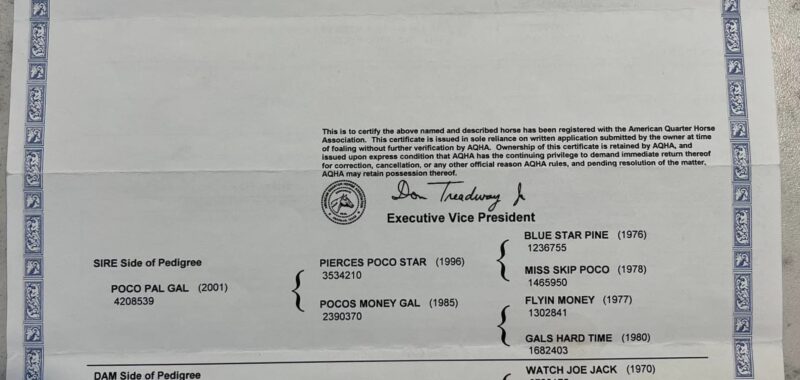 This is to certify the above named and described horse has been registered with the American Quarter Horse
Association. This certificate is issued in sole reliance on written application submitted by the owner at time
of foaling without further verification by AQHA. Ownership of this certificate is retained by AQHA, and
issued upon express condition that AQHA has the continuing privilege to demand immediate return thereof
for correction, cancellation, or any other official reason AQHA rules, and pending resolution of the matter,
AQHA may retain possession thereof.
Don Treadway Jr
Executive Vice President
SIRE Side of Pedigree
POCO PAL GAL (2001)
4208539
PIERCES POCO STAR (1996)
3534210
POCOS MONEY GAL (1985)
2390370
BLUE STAR PINE (1976)
1236755
MISS SKIP POCO (1978)
1465950
FLYIN MONEY (1977)
1302841
GALS HARD TIME (1980)
1682403
DAM Side of Pedigree
WATCH JOE JACK (1970)